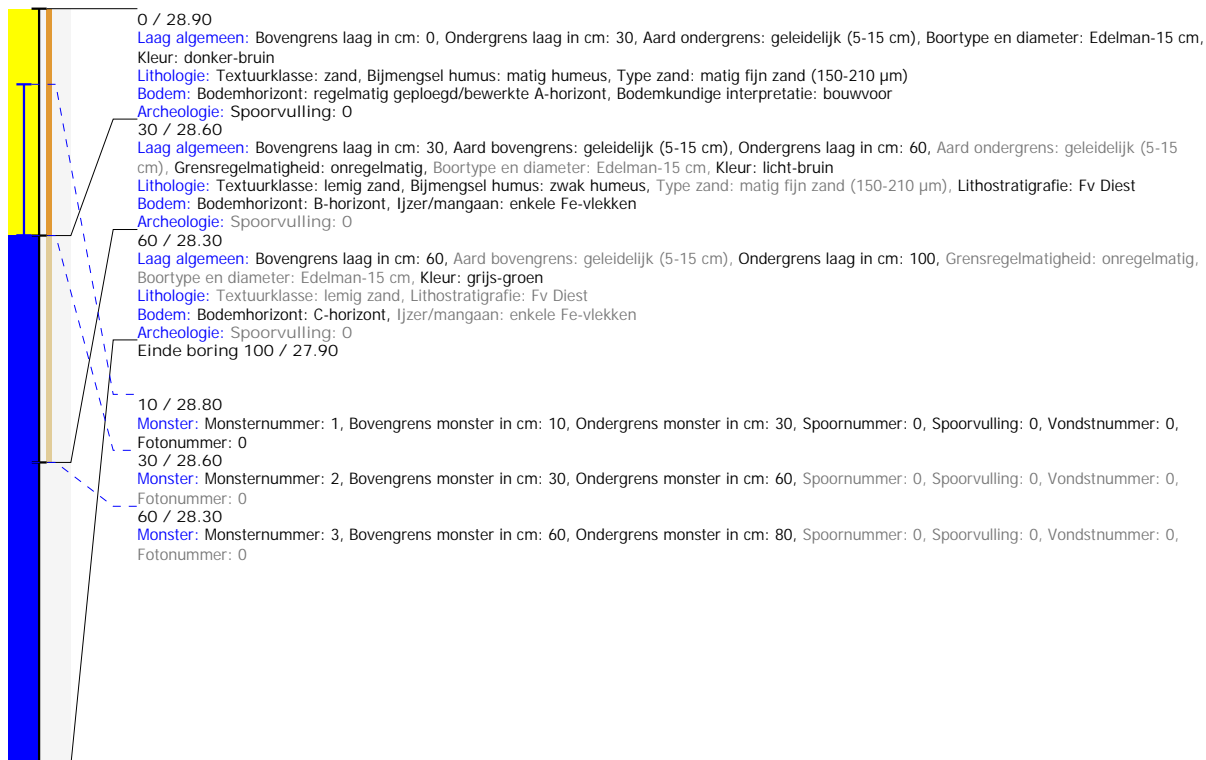 0 / 28.90
Laag algemeen: Bovengrens laag in cm: 0, Ondergrens laag in cm: 30, Aard ondergrens: geleidelijk (5-15 cm), Boortype en diameter: Edelman-15 cm,
Kleur: donker-bruin
Lithologie: Textuurklasse: zand, Bijmengsel humus: matig humeus, Type zand: matig fijn zand (150-210 µm)
Bodem: Bodemhorizont: regelmatig geploegd/bewerkte A-horizont, Bodemkundige interpretatie: bouwvoor
Archeologie: Spoorvulling: 0
30 / 28.60
Laag algemeen: Bovengrens laag in cm: 30, Aard bovengrens: geleidelijk (5-15 cm), Ondergrens laag in cm: 60, Aard ondergrens: geleidelijk (5-15
cm), Grensregelmatigheid: onregelmatig, Boortype en diameter: Edelman-15 cm, Kleur: licht-bruin
Lithologie: Textuurklasse: lemig zand, Bijmengsel humus: zwak humeus, Type zand: matig fijn zand (150-210 µm), Lithostratigrafie: Fv Diest
Bodem: Bodemhorizont: B-horizont, Ijzer/mangaan: enkele Fe-vlekken
Archeologie: Spoorvulling: 0
60 / 28.30
Laag algemeen: Bovengrens laag in cm: 60, Aard bovengrens: geleidelijk (5-15 cm), Ondergrens laag in cm: 100, Grensregelmatigheid: onregelmatig,
Boortype en diameter: Edelman-15 cm, Kleur: grijs-groen
Lithologie: Textuurklasse: lemig zand, Lithostratigrafie: Fv Diest
Bodem: Bodemhorizont: C-horizont, Ijzer/mangaan: enkele Fe-vlekken
Archeologie: Spoorvulling: 0
Einde boring 100 / 27.90
10 / 28.80
Monster: Monsternummer: 1, Bovengrens monster in cm: 10, Ondergrens monster in cm: 30, Spoornummer: 0, Spoorvulling: 0, Vondstnummer: 0,
Fotonummer: 0
30 / 28.60
Monster: Monsternummer: 2, Bovengrens monster in cm: 30, Ondergrens monster in cm: 60, Spoornummer: 0, Spoorvulling: 0, Vondstnummer: 0,
Fotonummer: 0
60 / 28.30
Monster: Monsternummer: 3, Bovengrens monster in cm: 60, Ondergrens monster in cm: 80, Spoornummer: 0, Spoorvulling: 0, Vondstnummer: 0,
Fotonummer: 0